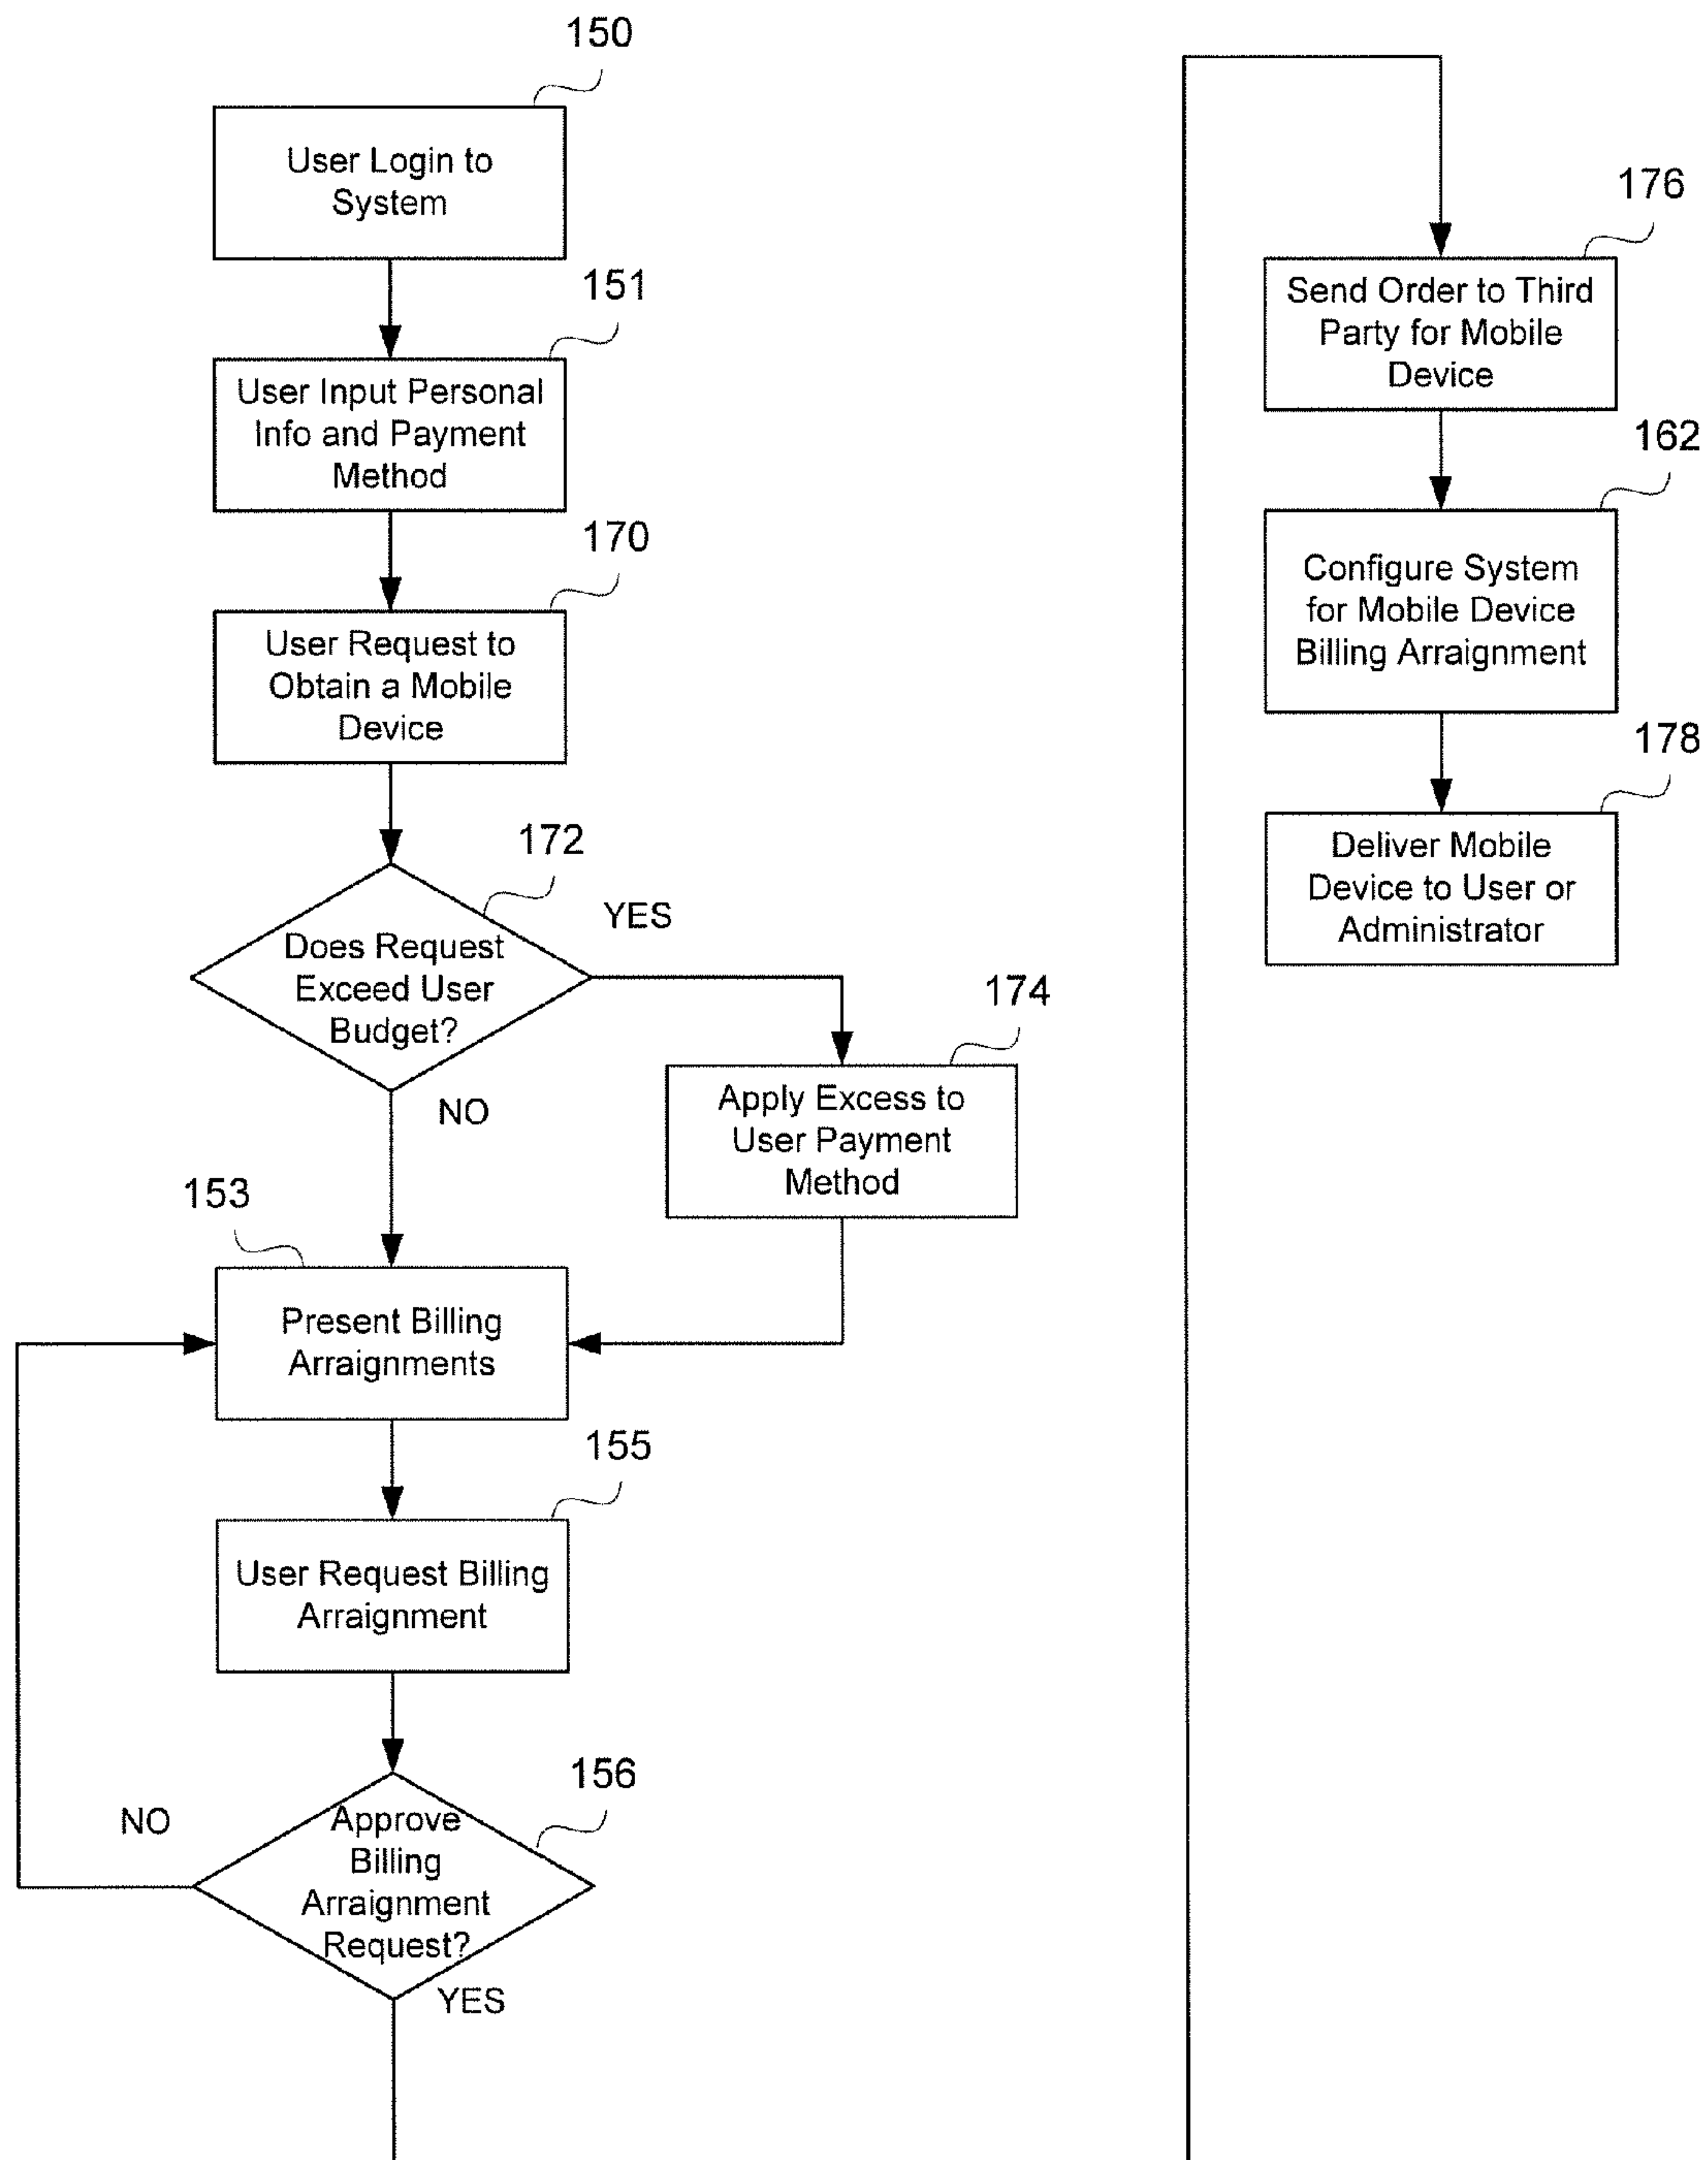 150
User Login to
System
151
User Input Personal
Info and Payment
Method
170
User Request to
Obtain a Mobile
Device
172
Does Request
Exceed User
Budget?
YES
NO
174
Apply Excess to
User Payment
Method
153
Present Billing
Arraignments
155
User Request Billing
Arraignment
156
Approve
Billing
Arraignment
Request?
NO
YES
176
Send Order to Third
Party for Mobile
Device
162
Configure System
for Mobile Device
Billing Arraignment
178
Deliver Mobile
Device to User or
Administrator